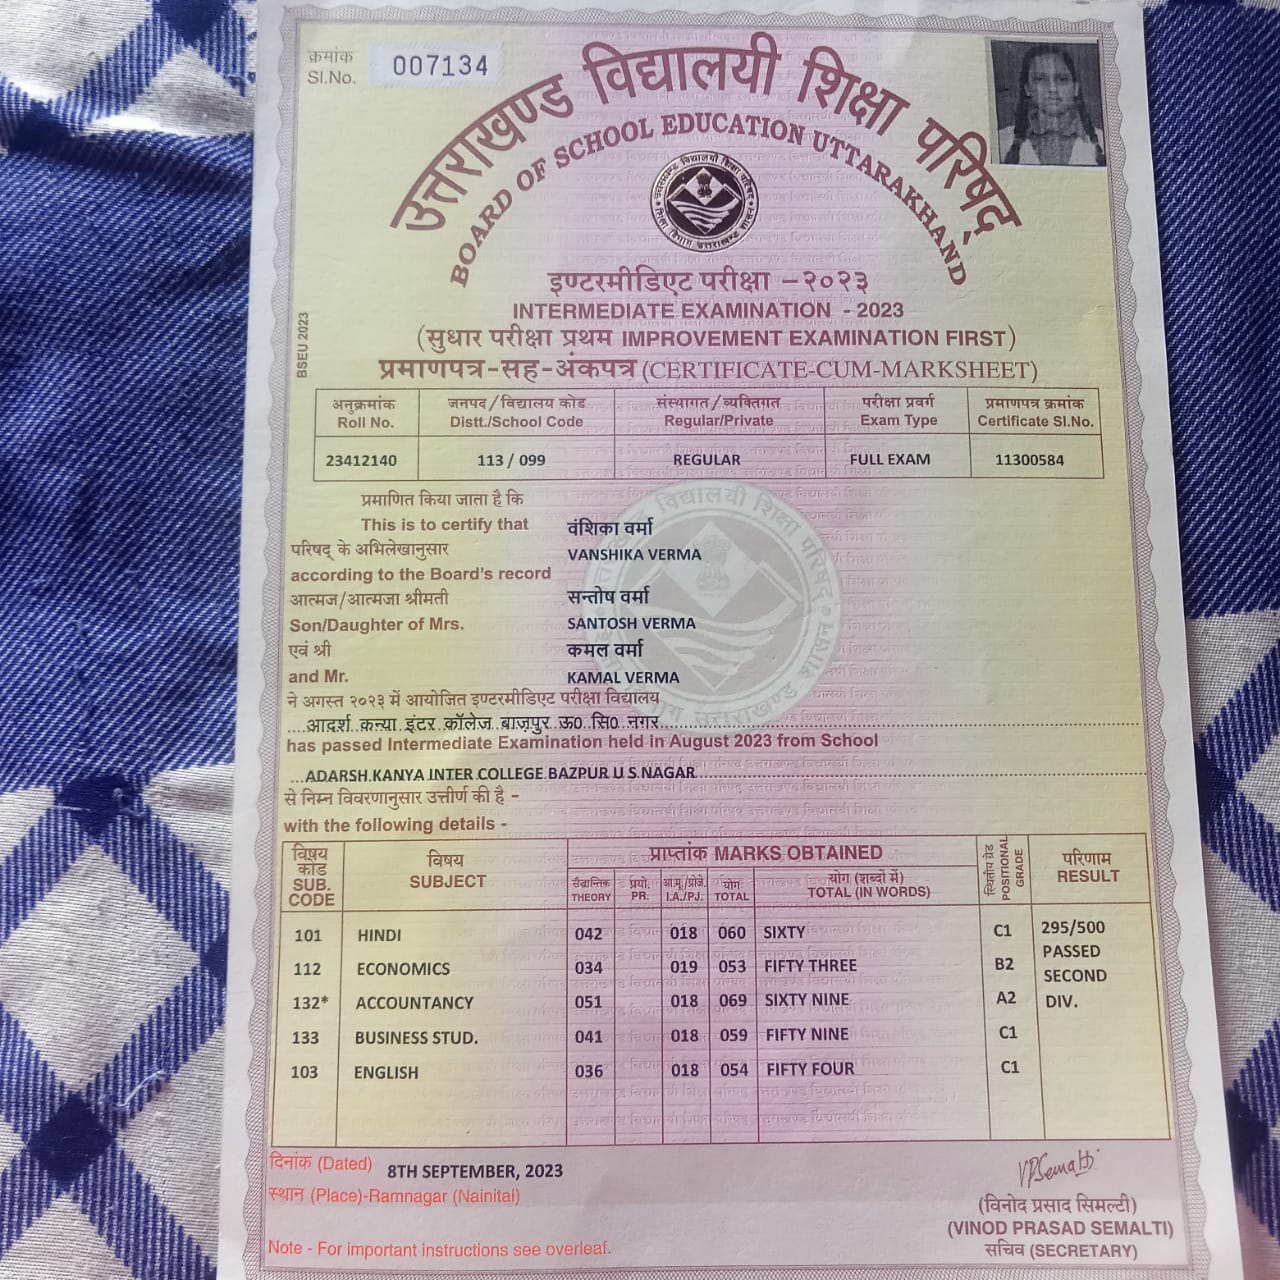 क्रमांक
Sl.No. 007134
उत्तराखण्ड विद्यालयी शिक्षा परिषद्
BOARD OF SCHOOL EDUCATION UTTARAKHAND
इण्टरमीडिएट परीक्षा – २०२३
INTERMEDIATE EXAMINATION - 2023
(सुधार परीक्षा प्रथम IMPROVEMENT EXAMINATION FIRST)
प्रमाणपत्र-सह-अंकपत्र (CERTIFICATE-CUM-MARKSHEET)
BSEU 2023
अनुक्रमांक जनपद/विद्यालय कोड संस्थागत/व्यक्तिगत परीक्षा प्रवर्ग प्रमाणपत्र क्रमांक
Roll No. Distt./School Code Regular/Private Exam Type Certificate Sl.No.
23412140 113 / 099 REGULAR FULL EXAM 11300584
प्रमाणित किया जाता है कि
This is to certify that वंशिका वर्मा
परिषद् के अभिलेखानुसार VANSHIKA VERMA
according to the Board's record
आत्मज/आत्मजा श्रीमती सन्तोष वर्मा
Son/Daughter of Mrs. SANTOSH VERMA
एवं श्री कमल वर्मा
and Mr. KAMAL VERMA
ने अगस्त २०२३ में आयोजित इण्टरमीडिएट परीक्षा विद्यालय
आदर्श कन्या इंटर कॉलेज बाज़पुर ऊ0 सि0 नगर
has passed Intermediate Examination held in August 2023 from School
ADARSH KANYA INTER COLLEGE BAZPUR U S NAGAR
से निम्न विवरणानुसार उत्तीर्ण की है -
with the following details -
विषय कोड विषय प्राप्तांक MARKS OBTAINED स्थितीय ग्रेड परिणाम
SUB. CODE SUBJECT POSITIONAL GRADE RESULT
सैद्धान्तिक प्रयो. आ.मू./प्रोजे. योग योग (शब्दों में)
THEORY PR. I.A./PJ. TOTAL TOTAL (IN WORDS)
101 HINDI 042 018 060 SIXTY C1 295/500
PASSED
112 ECONOMICS 034 019 053 FIFTY THREE B2 SECOND
132* ACCOUNTANCY 051 018 069 SIXTY NINE A2 DIV.
133 BUSINESS STUD. 041 018 059 FIFTY NINE C1
103 ENGLISH 036 018 054 FIFTY FOUR C1
दिनांक (Dated) 8TH SEPTEMBER, 2023
स्थान (Place)-Ramnagar (Nainital)
VPSemalti
(विनोद प्रसाद सिमल्टी)
(VINOD PRASAD SEMALTI)
सचिव (SECRETARY)
Note - For important instructions see overleaf.